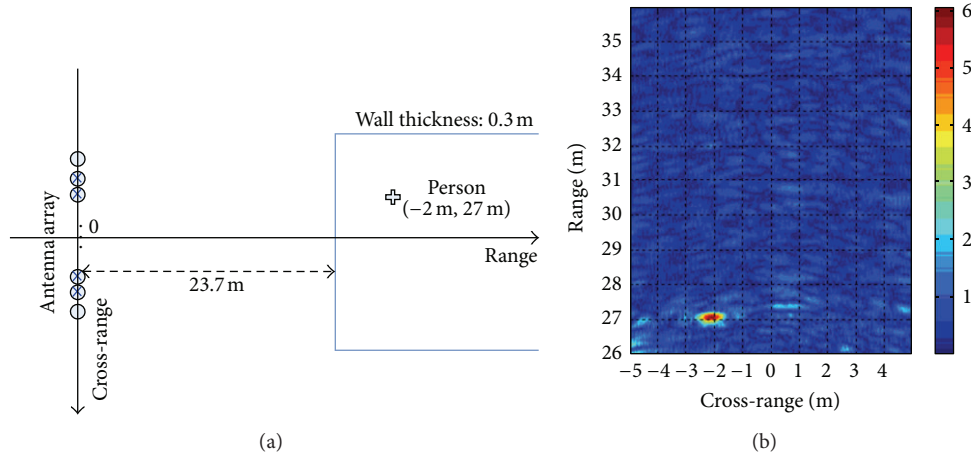 Wall thickness: 0.3 m
Person
(−2 m, 27 m)
0
Range
23.7 m
Antenna array
Cross-range
(a)
35
34
33
32
31
30
29
28
27
26
Range (m)
−5 −4 −3 −2 −1 0 1 2 3 4
Cross-range (m)
6
5
4
3
2
1
(b)